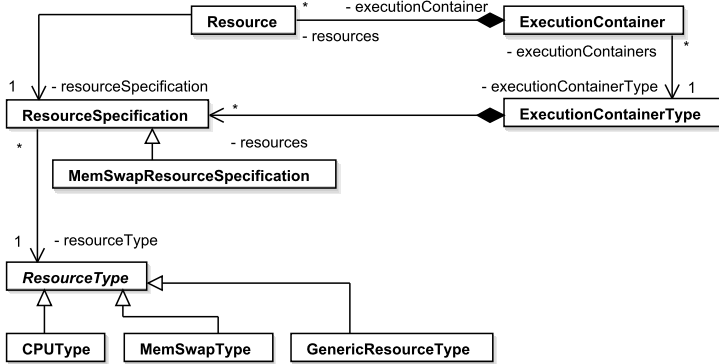 * - executionContainer
Resource
ExecutionContainer
- resources
- executionContainers
*
1 - resourceSpecification
- executionContainerType 1
ResourceSpecification
*
ExecutionContainerType
*
- resources
MemSwapResourceSpecification
1 - resourceType
ResourceType
CPUType
MemSwapType
GenericResourceType